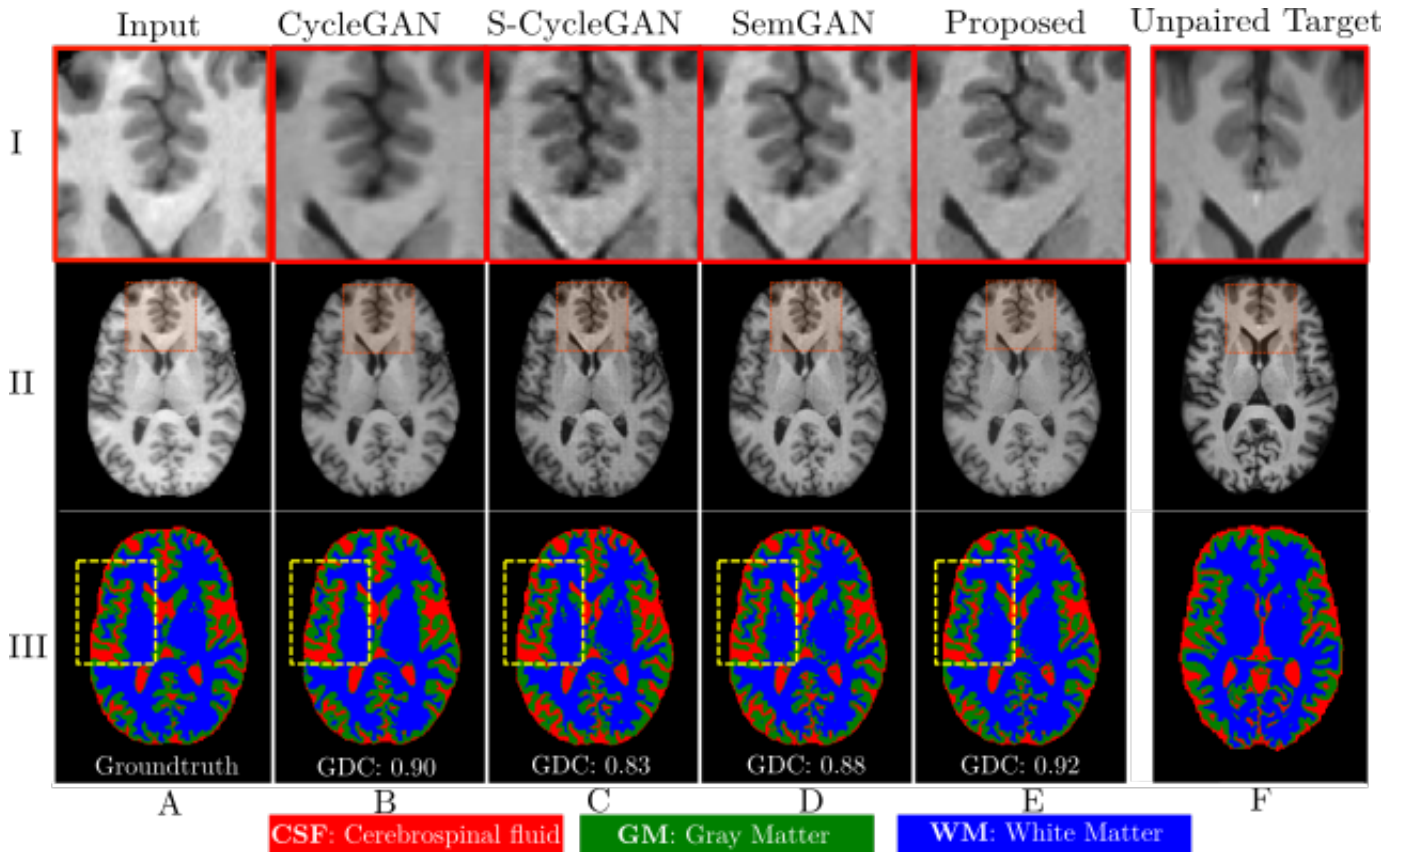 Input CycleGAN S-CycleGAN SemGAN Proposed Unpaired Target
I
II
III
Groundtruth GDC: 0.90 GDC: 0.83 GDC: 0.88 GDC: 0.92
A B C D E F
CSF: Cerebrospinal fluid GM: Gray Matter WM: White Matter